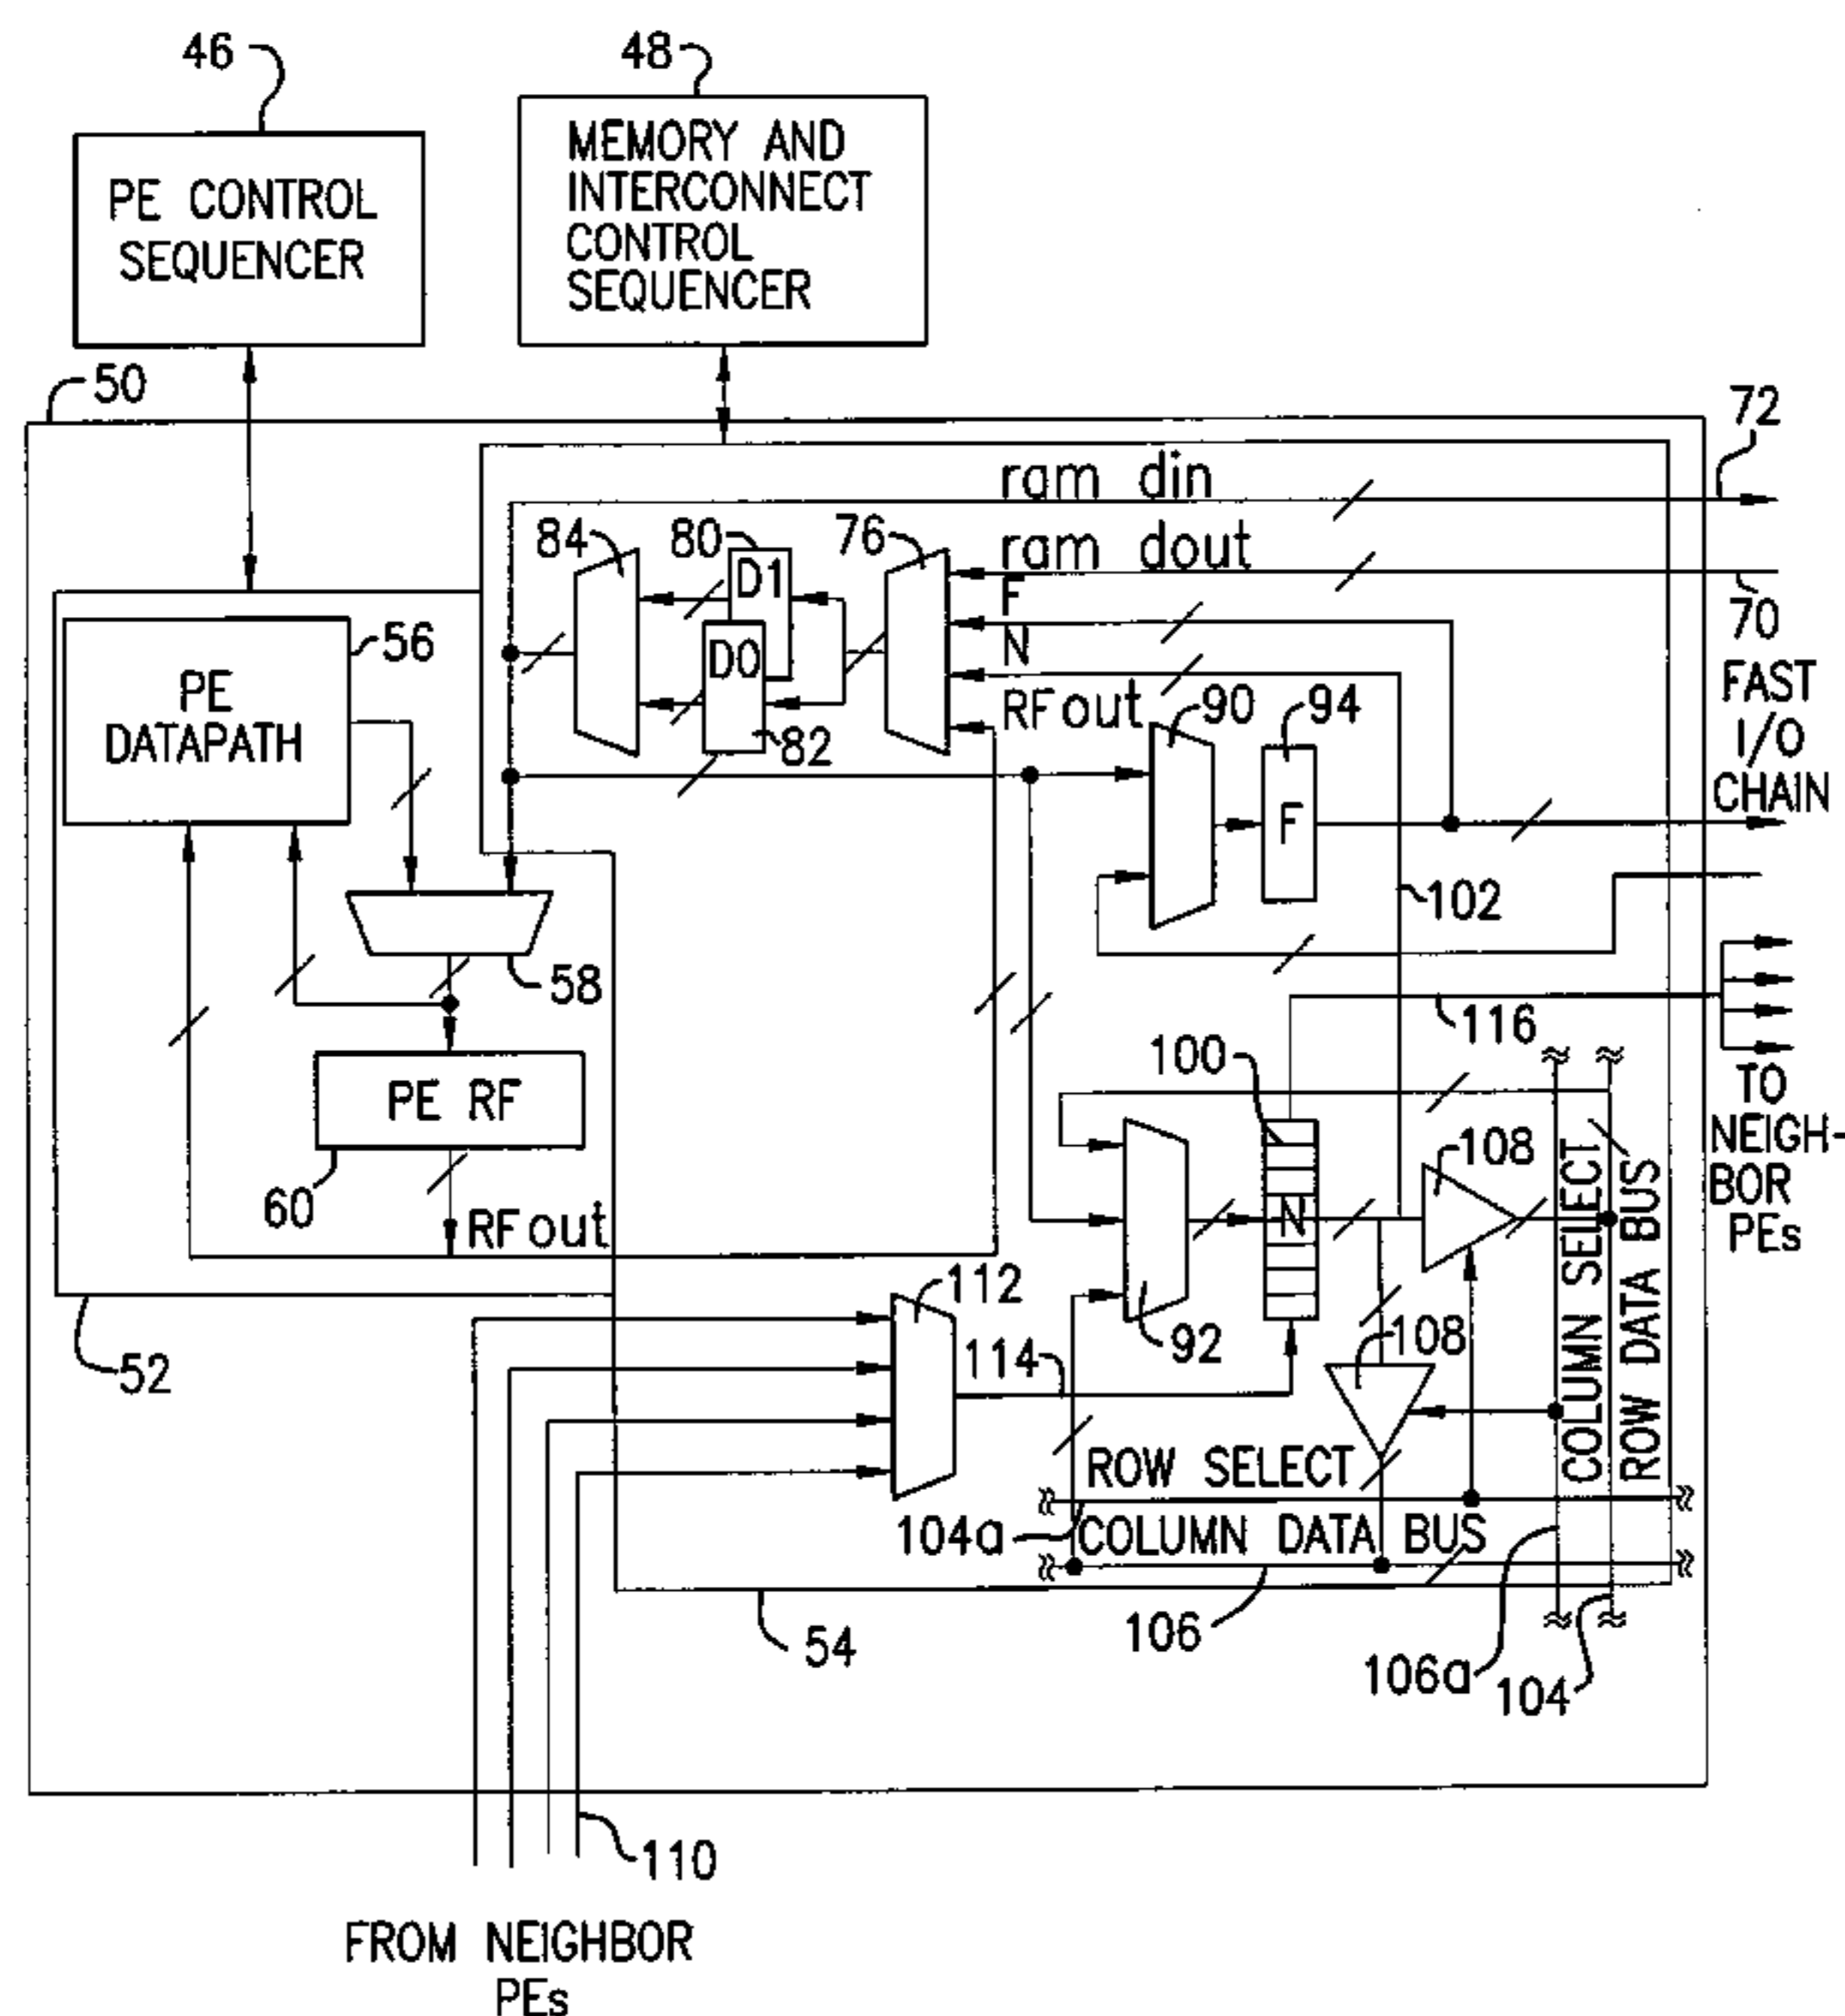 46
48
PE CONTROL
SEQUENCER
MEMORY AND
INTERCONNECT
CONTROL
SEQUENCER
50
72
ram din
84
80
76
ram dout
D1
F
70
N
D0
56
PE
DATAPATH
RFout
90
94
FAST
I/O
CHAIN
82
F
102
58
116
100
TO
NEIGH-
BOR
PEs
PE RF
108
60
RFout
N
COLUMN SELECT
ROW DATA BUS
112
92
108
52
114
ROW SELECT
104a
COLUMN DATA BUS
54
106
106a
104
110
FROM NEIGHBOR
PEs